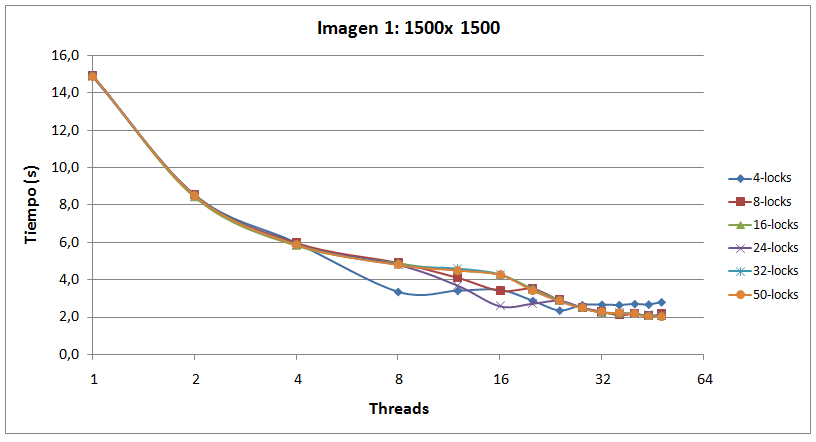 Imagen 1: 1500x 1500
Tiempo (s)
16,0
14,0
12,0
10,0
8,0
6,0
4,0
2,0
0,0
1
2
4
8
16
32
64
Threads
4-locks
8-locks
16-locks
24-locks
32-locks
50-locks